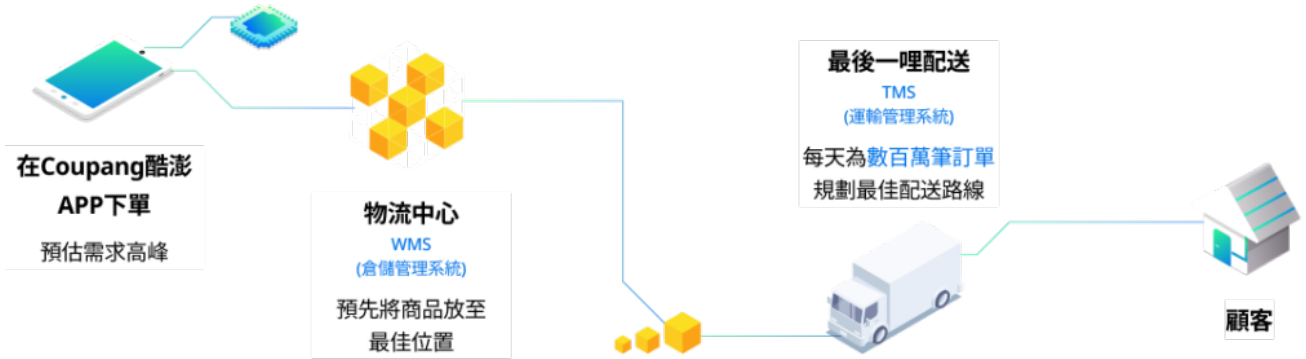 在Coupang酷澎
APP下單
預估需求高峰
物流中心
WMS
(倉儲管理系統)
預先將商品放至
最佳位置
最後一哩配送
TMS
(運輸管理系統)
每天為數百萬筆訂單
規劃最佳配送路線
顧客